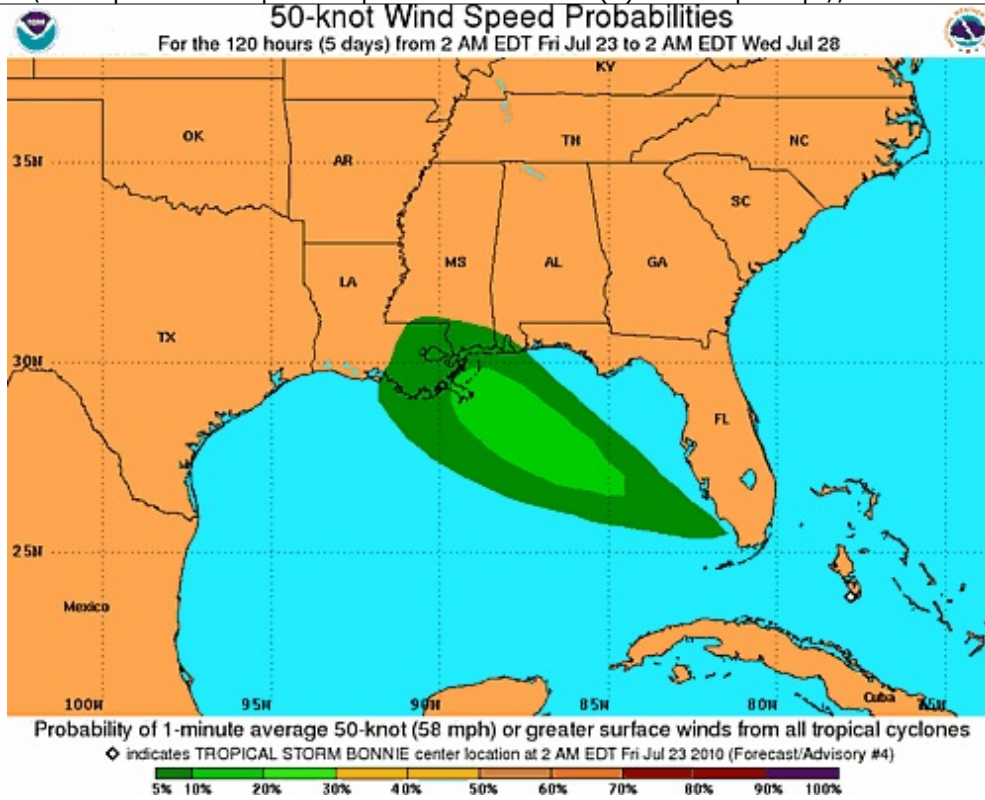 50-knot Wind Speed Probabilities
For the 120 hours (5 days) from 2 AM EDT Fri Jul 23 to 2 AM EDT Wed Jul 28
KY
OK
AR
TN
NC
35N
SC
MS
AL
GA
LA
TX
30N
FL
25N
Mexico
100W 95W 90W 85W 80W 75W
Cuba
Probability of 1-minute average 50-knot (58 mph) or greater surface winds from all tropical cyclones
◇ indicates TROPICAL STORM BONNIE center location at 2 AM EDT Fri Jul 23 2010 (Forecast/Advisory #4)
5% 10% 20% 30% 40% 50% 60% 70% 80% 90% 100%